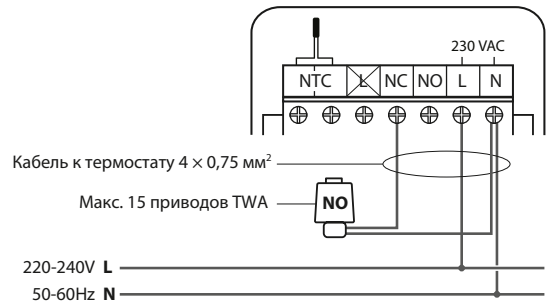 230 VAC
NTC L NC NO L N
Кабель к термостату 4 × 0,75 мм²
Макс. 15 приводов TWA
NO
220-240V L
50-60Hz N